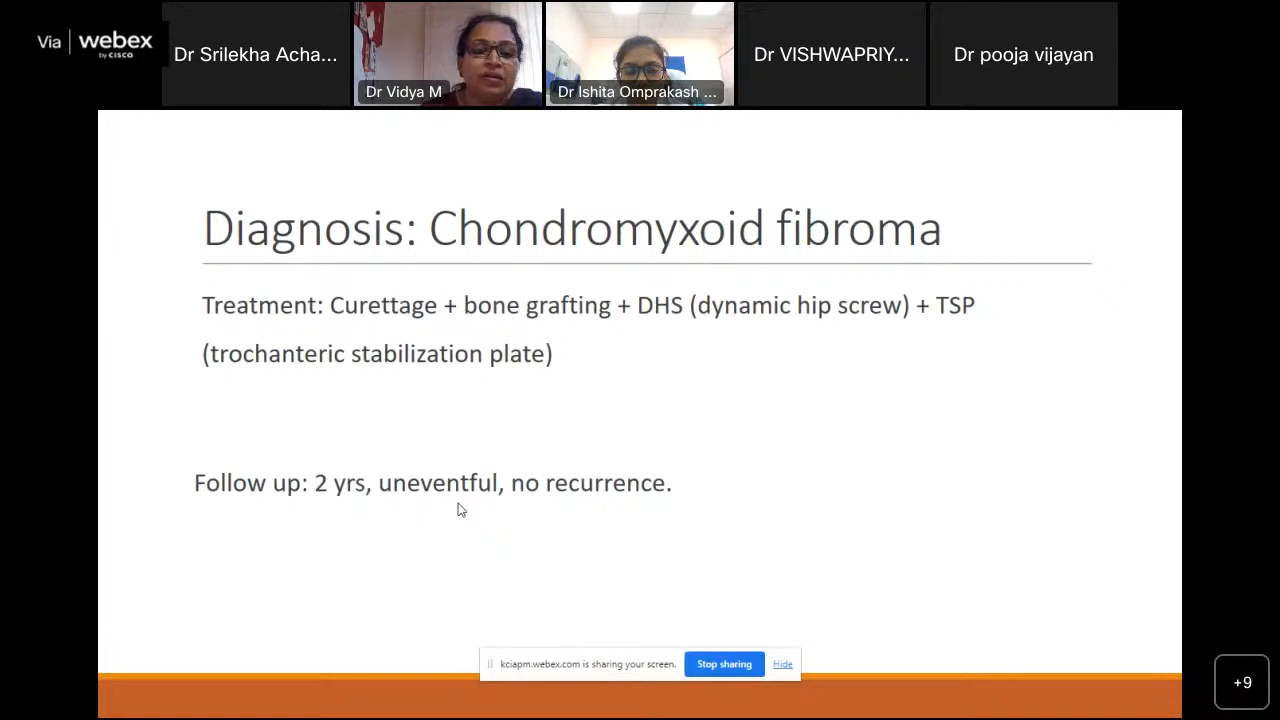 Via webex
by CISCO
Dr Srilekha Acha...
Dr Vidya M
Dr Ishita Omprakash ...
Dr VISHWAPRIY...
Dr pooja vijayan
Diagnosis: Chondromyxoid fibroma
Treatment: Curettage + bone grafting + DHS (dynamic hip screw) + TSP
(trochanteric stabilization plate)
Follow up: 2 yrs, uneventful, no recurrence.
kciapm.webex.com is sharing your screen. Stop sharing Hide
+9